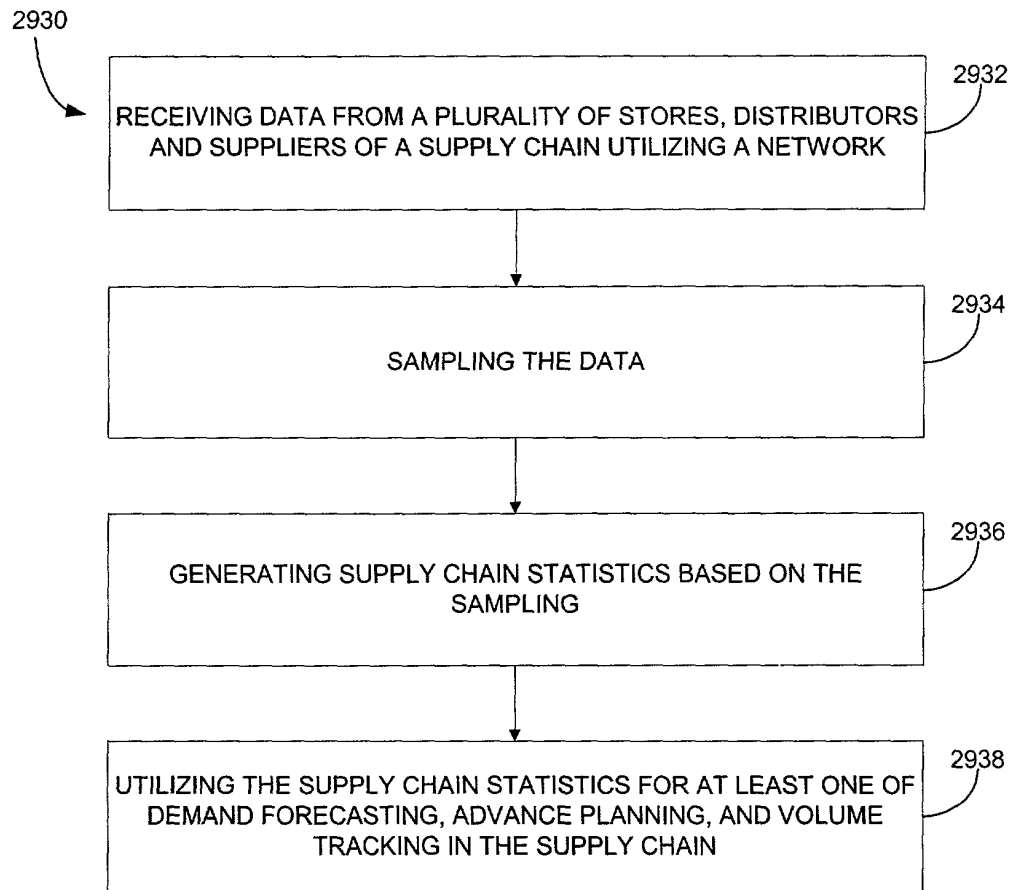 2930
2932
RECEIVING DATA FROM A PLURALITY OF STORES, DISTRIBUTORS
AND SUPPLIERS OF A SUPPLY CHAIN UTILIZING A NETWORK
2934
SAMPLING THE DATA
2936
GENERATING SUPPLY CHAIN STATISTICS BASED ON THE
SAMPLING
2938
UTILIZING THE SUPPLY CHAIN STATISTICS FOR AT LEAST ONE OF
DEMAND FORECASTING, ADVANCE PLANNING, AND VOLUME
TRACKING IN THE SUPPLY CHAIN